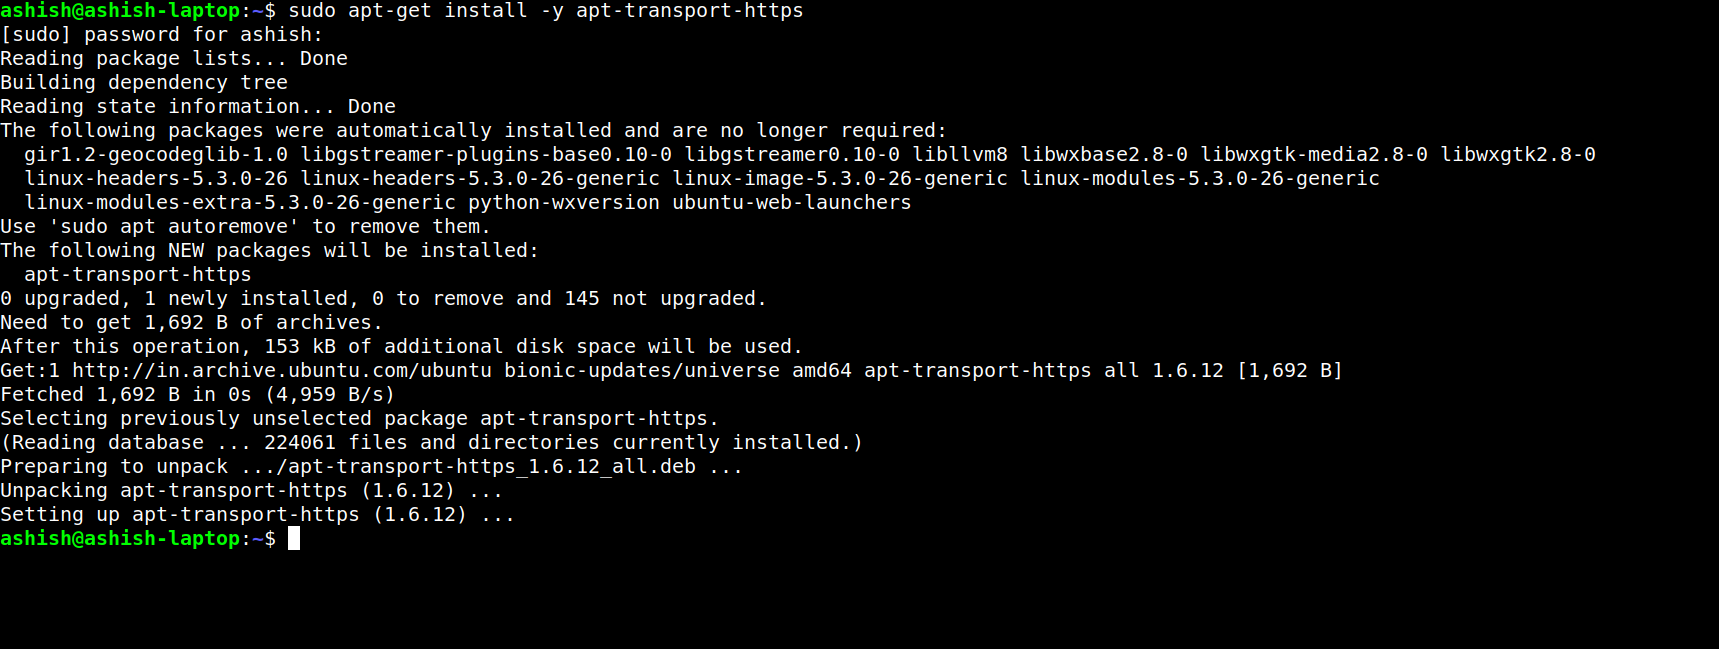 ashish@ashish-laptop:~$ sudo apt-get install -y apt-transport-https
[sudo] password for ashish:
Reading package lists... Done
Building dependency tree
Reading state information... Done
The following packages were automatically installed and are no longer required:
  gir1.2-geocodeglib-1.0 libgstreamer-plugins-base0.10-0 libgstreamer0.10-0 libllvm8 libwxbase2.8-0 libwxgtk-media2.8-0 libwxgtk2.8-0
  linux-headers-5.3.0-26 linux-headers-5.3.0-26-generic linux-image-5.3.0-26-generic linux-modules-5.3.0-26-generic
  linux-modules-extra-5.3.0-26-generic python-wxversion ubuntu-web-launchers
Use 'sudo apt autoremove' to remove them.
The following NEW packages will be installed:
  apt-transport-https
0 upgraded, 1 newly installed, 0 to remove and 145 not upgraded.
Need to get 1,692 B of archives.
After this operation, 153 kB of additional disk space will be used.
Get:1 http://in.archive.ubuntu.com/ubuntu bionic-updates/universe amd64 apt-transport-https all 1.6.12 [1,692 B]
Fetched 1,692 B in 0s (4,959 B/s)
Selecting previously unselected package apt-transport-https.
(Reading database ... 224061 files and directories currently installed.)
Preparing to unpack .../apt-transport-https_1.6.12_all.deb ...
Unpacking apt-transport-https (1.6.12) ...
Setting up apt-transport-https (1.6.12) ...
ashish@ashish-laptop:~$